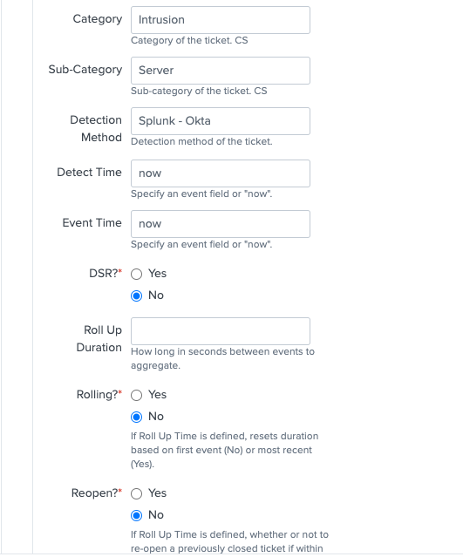 Category
Intrusion
Category of the ticket. CS
Sub-Category
Server
Sub-category of the ticket. CS
Detection
Method
Splunk - Okta
Detection method of the ticket.
Detect Time
now
Specify an event field or "now".
Event Time
now
Specify an event field or "now".
DSR?*
Yes
No
Roll Up
Duration
How long in seconds between events to
aggregate.
Rolling?*
Yes
No
If Roll Up Time is defined, resets duration
based on first event (No) or most recent
(Yes).
Reopen?*
Yes
No
If Roll Up Time is defined, whether or not to
re-open a previously closed ticket if within